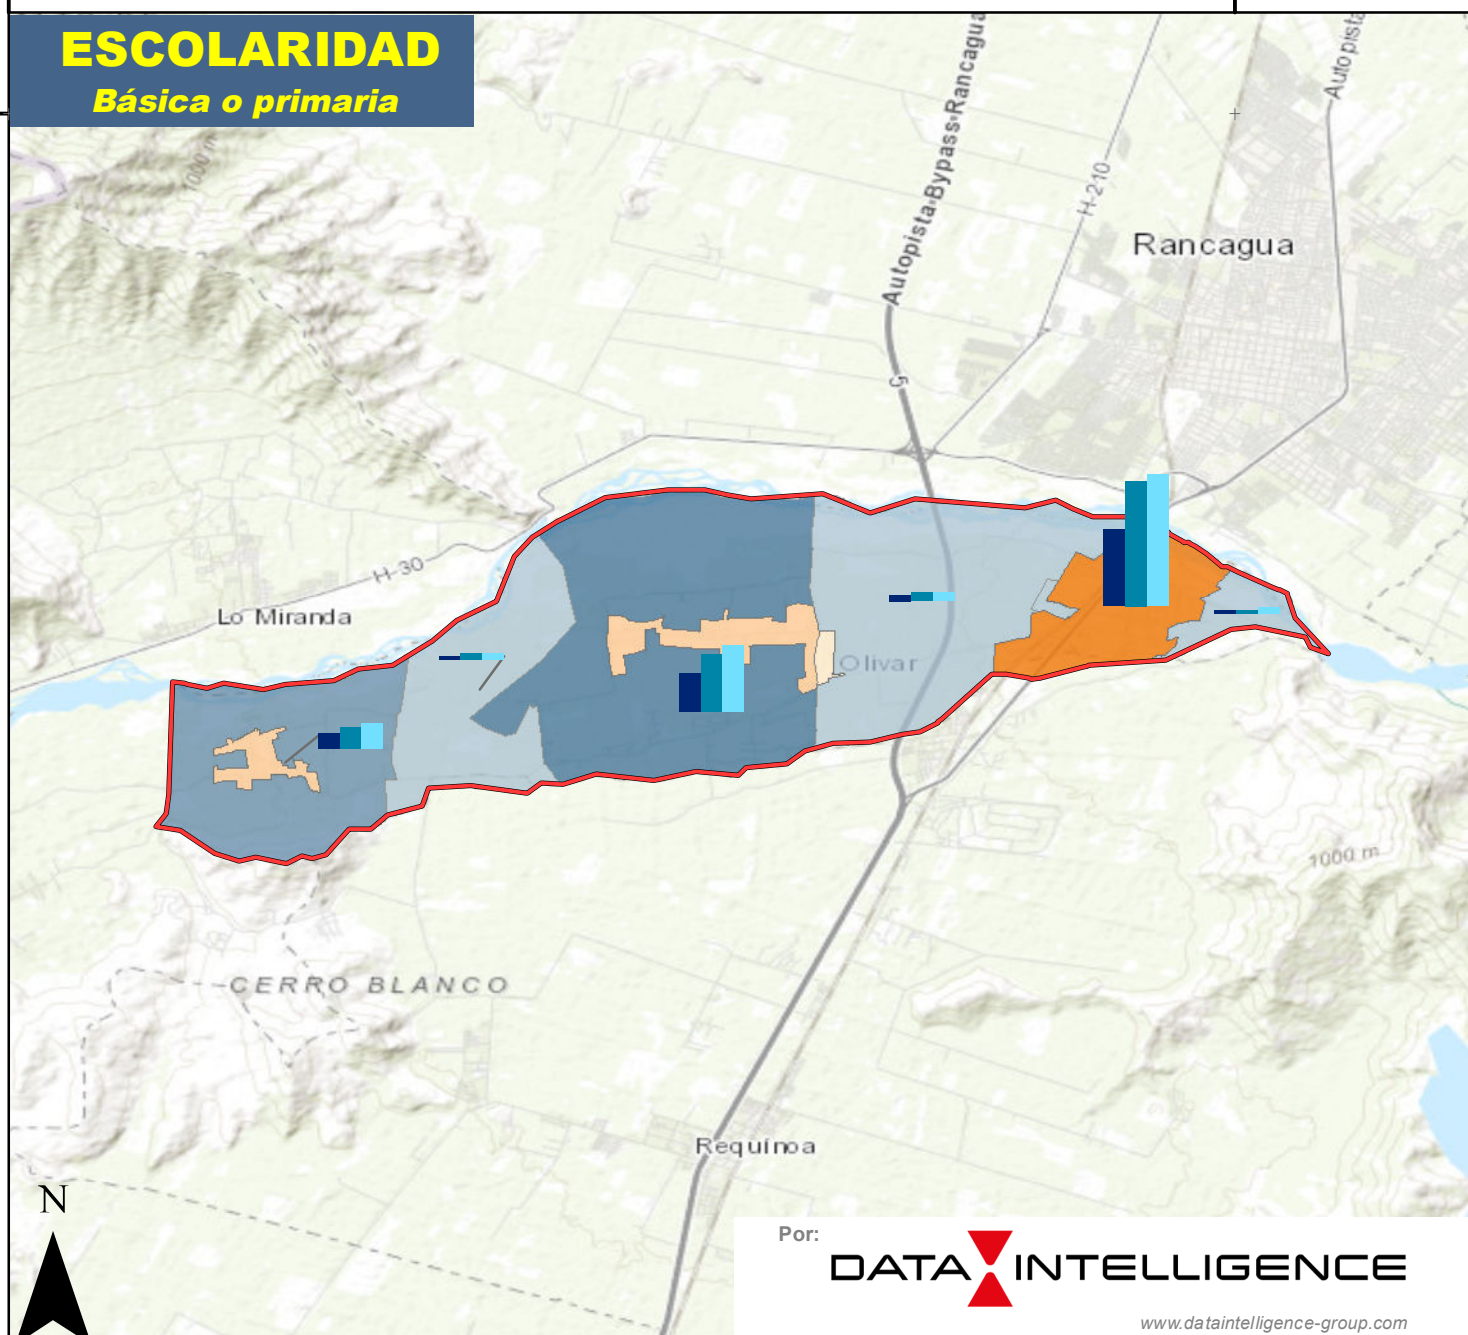 ESCOLARIDAD
Básica o primaria
1000 m
Autopista-Bypass-Rancagua
Autopista
H-210
Rancagua
5
H-30
Lo Miranda
Olivar
1000 m
CERRO BLANCO
Requínoa
N
Por:
DATA INTELLIGENCE
www.dataintelligence-group.com